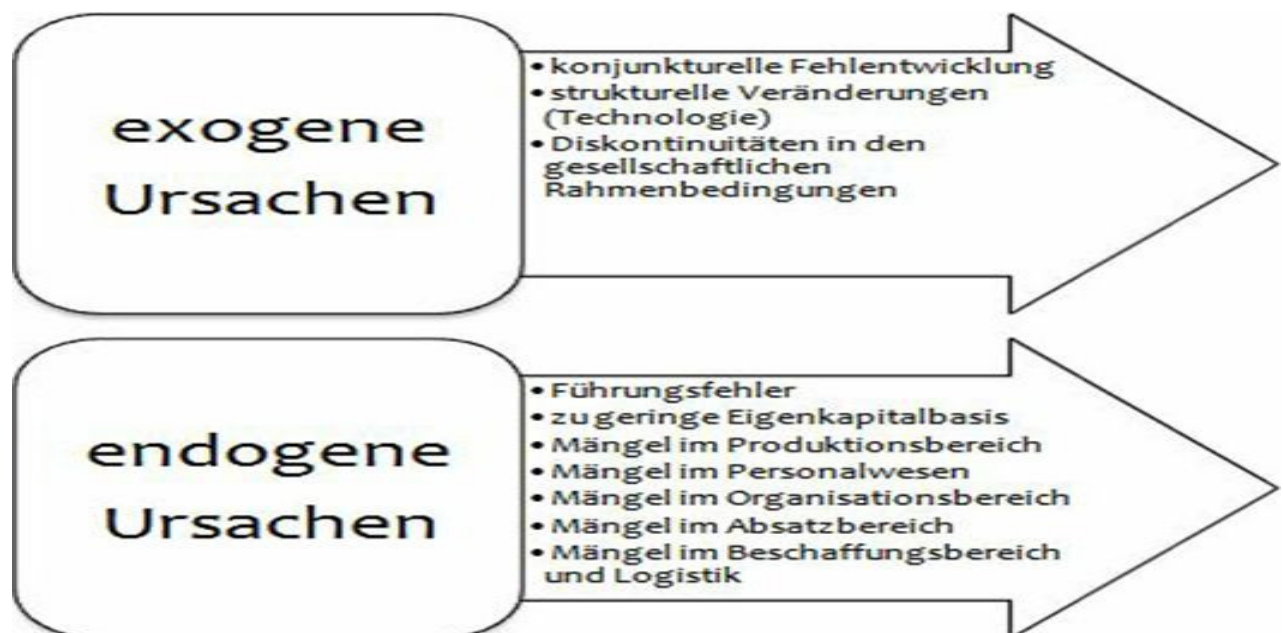 exogene
Ursachen
• konjunkturelle Fehlentwicklung
• strukturelle Veränderungen
(Technologie)
• Diskontinuitäten in den
gesellschaftlichen
Rahmenbedingungen
endogene
Ursachen
• Führungsfehler
• zu geringe Eigenkapitalbasis
• Mängel im Produktionsbereich
• Mängel im Personalwesen
• Mängel im Organisationsbereich
• Mängel im Absatzbereich
• Mängel im Beschaffungsbereich
und Logistik